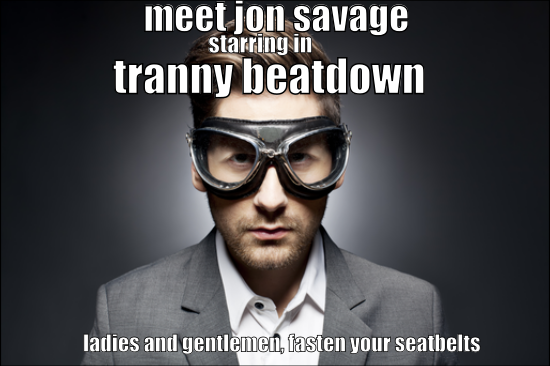 meet jon savage
starring in
tranny beatdown
ladies and gentlemen, fasten your seatbelts